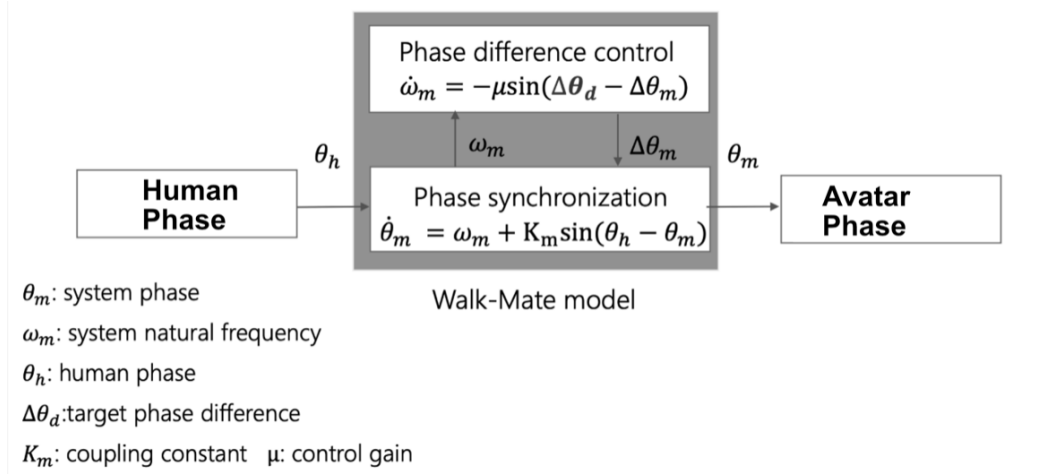 Phase difference control
ω̇ₘ = −μsin(Δθ_d − Δθₘ)
θₕ
ωₘ
Δθₘ
θₘ
Human
Phase
Phase synchronization
θ̇ₘ = ωₘ + Kₘsin(θₕ − θₘ)
Avatar
Phase
Walk-Mate model
θₘ: system phase
ωₘ: system natural frequency
θₕ: human phase
Δθ_d:target phase difference
Kₘ: coupling constant μ: control gain